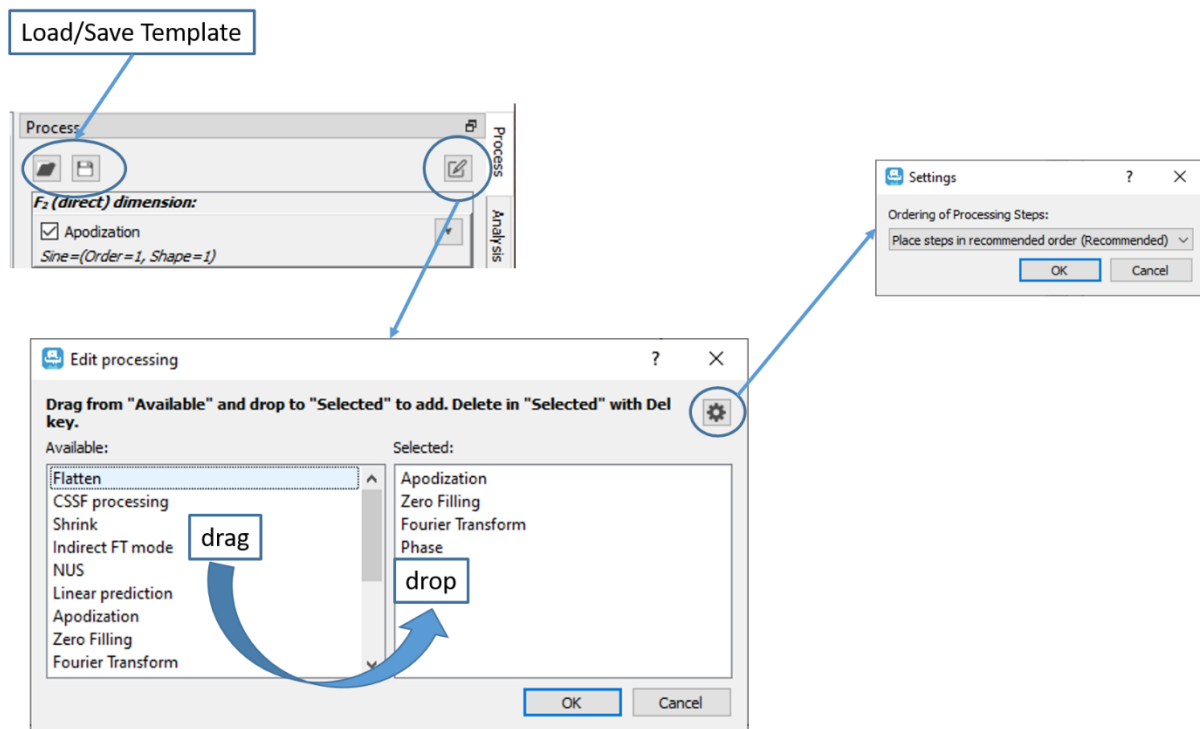 Load/Save Template
Process
Process
F₂ (direct) dimension:
Apodization
Sine=(Order=1, Shape=1)
Analysis
Settings
?
Ordering of Processing Steps:
Place steps in recommended order (Recommended)
OK
Cancel
Edit processing
?
Drag from "Available" and drop to "Selected" to add. Delete in "Selected" with Del
key.
Available:
Flatten
CSSF processing
Shrink
Indirect FT mode
NUS
Linear prediction
Apodization
Zero Filling
Fourier Transform
drag
Selected:
Apodization
Zero Filling
Fourier Transform
Phase
drop
OK
Cancel